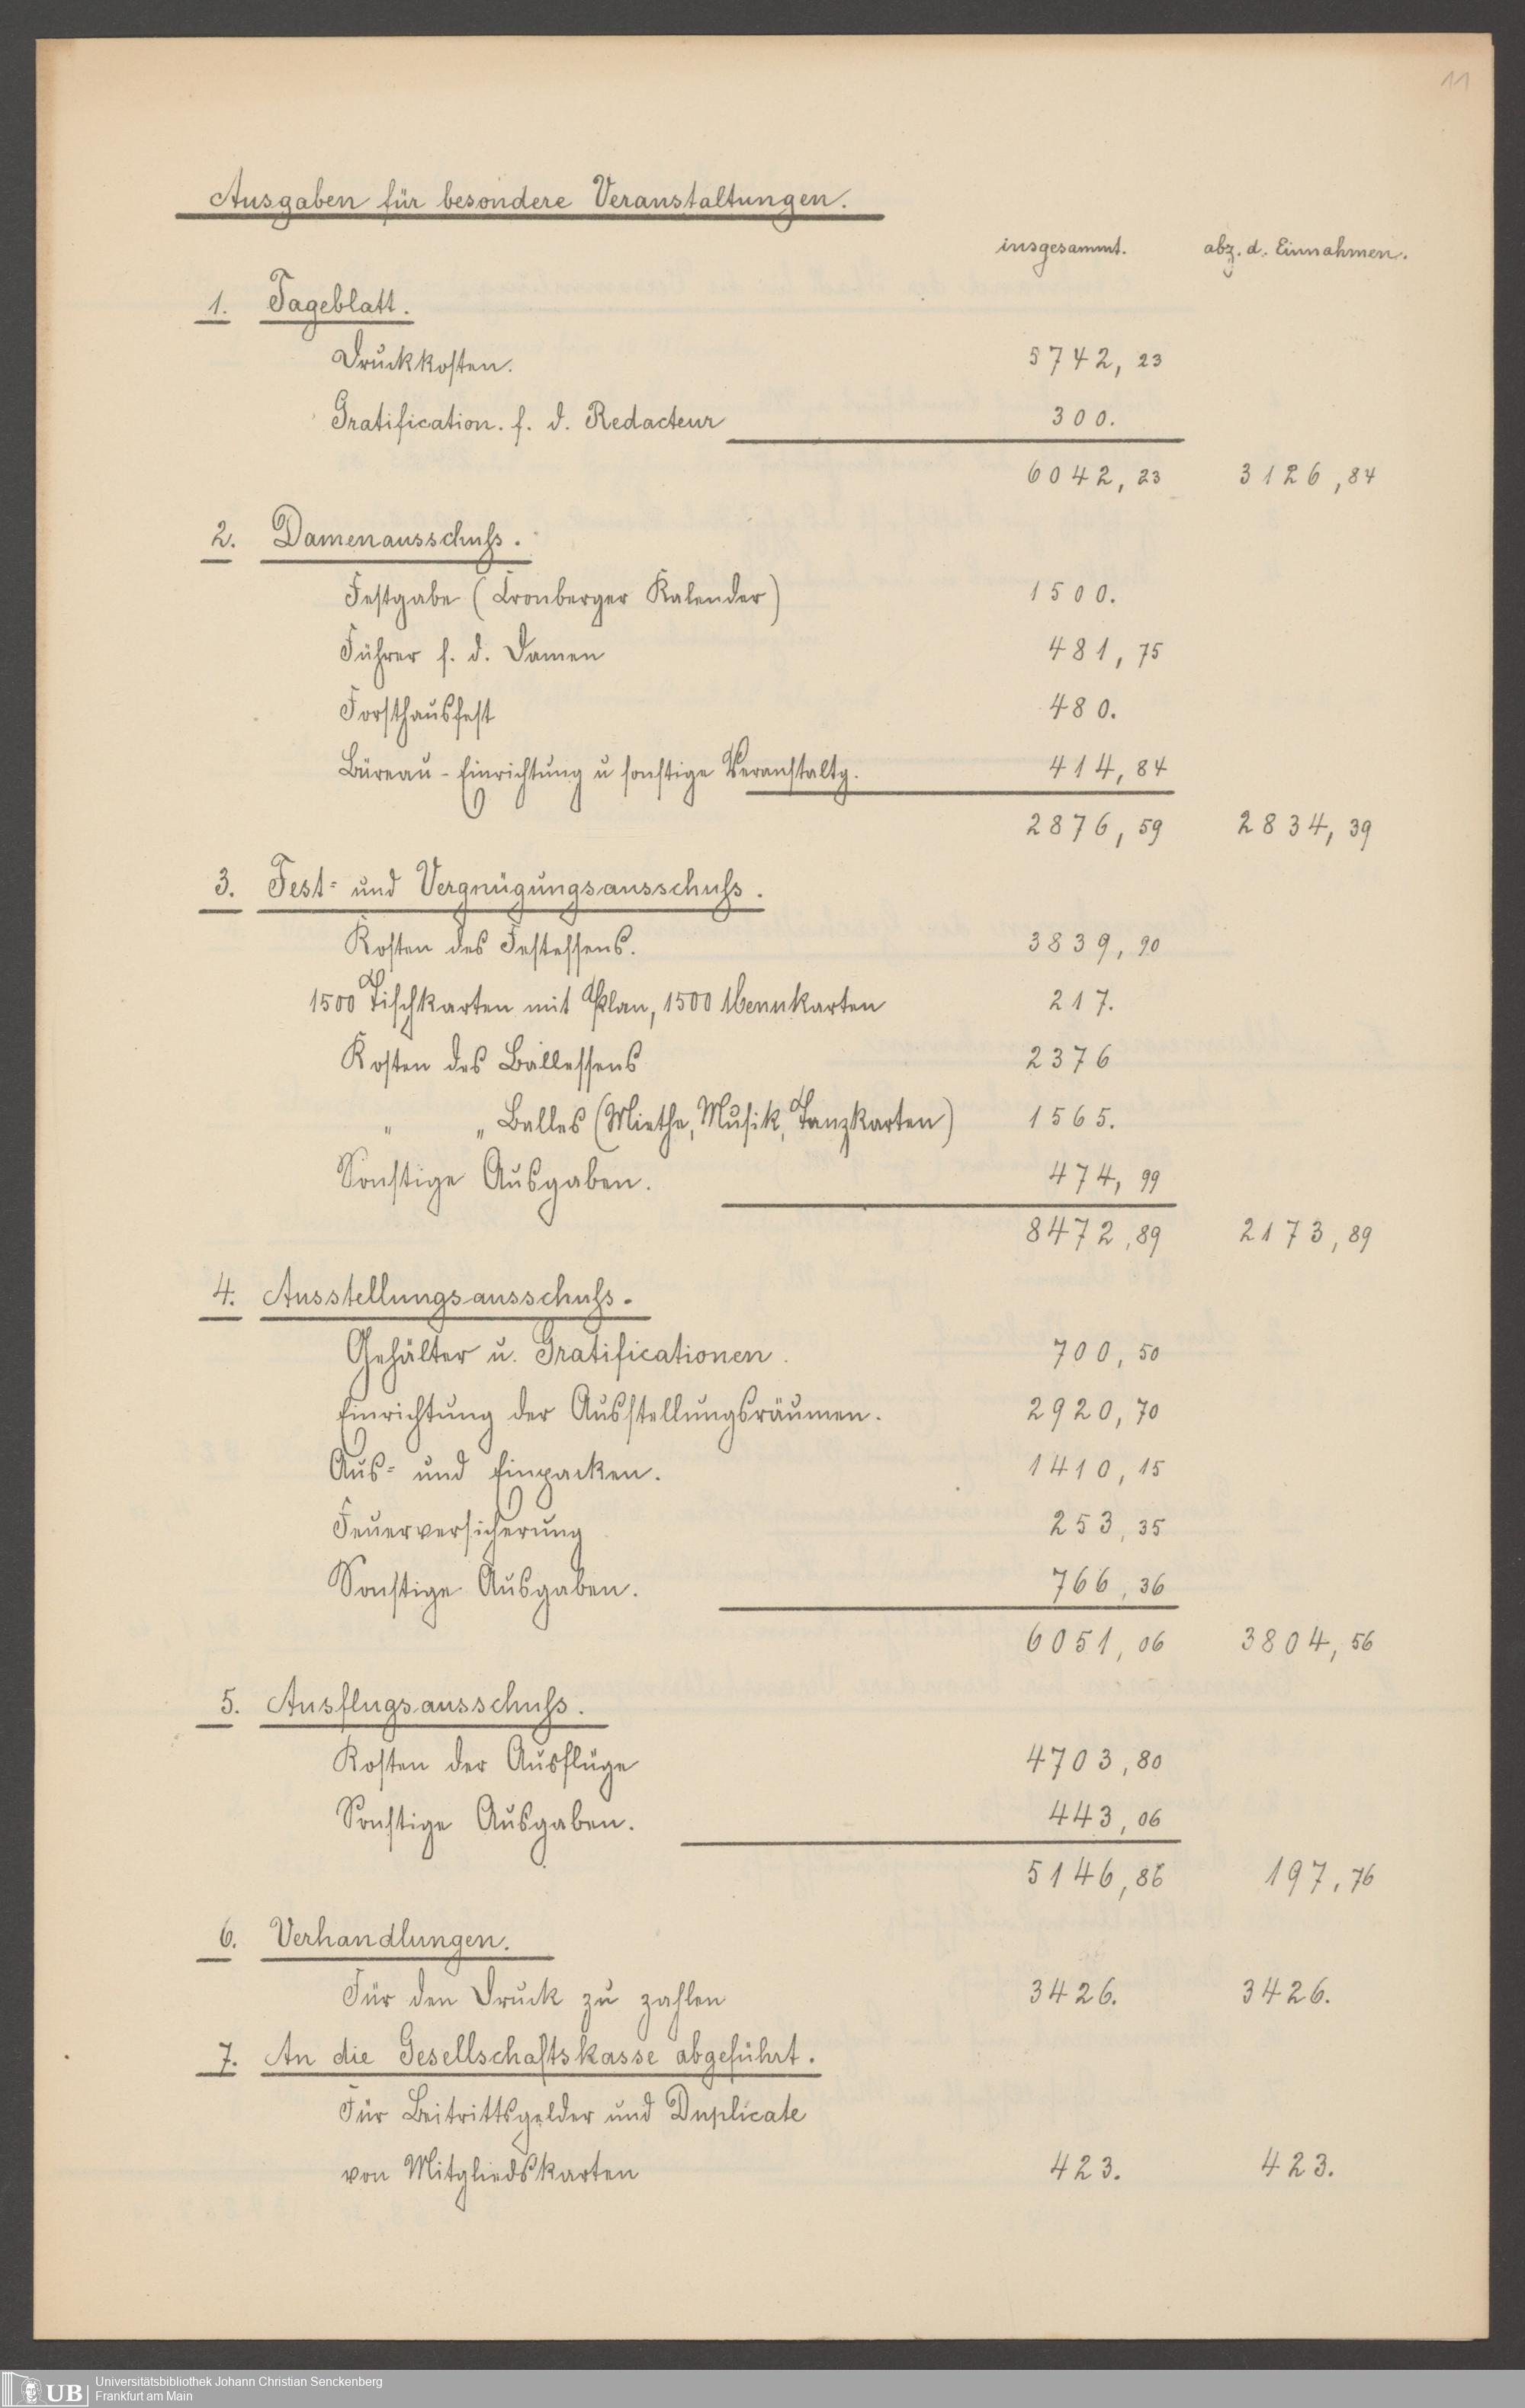 11
Ausgaben für besondere Veranstaltungen.
insgesammt. abz. d. Einnahmen.
1. Tageblatt.
Druckkosten. 5742, 23
Gratification. f. d. Redacteur 300.
6042, 23 3126, 84
2. Damenausschuß.
Festgabe (Cronberger Kalender) 1500.
Führer f. d. Damen 481, 75
Forsthausfest 480.
Büreau-Einrichtung u sonstige Veranstaltg. 414, 84
2876, 59 2834, 39
3. Fest- und Vergnügungsausschuß.
Kosten des Festessens. 3839, 90
1500 Tischkarten mit Plan, 1500 Menukarten 217.
Kosten des Ballessens 2376
" " Balles (Miethe, Musik, Tanzkarten) 1565.
Sonstige Ausgaben. 474, 99
8472, 89 2173, 89
4. Ausstellungsausschuß.
Gehälter u. Gratificationen. 700, 50
Einrichtung der Ausstellungsräumen. 2920, 70
Aus- und Einpacken. 1410, 15
Feuerversicherung 253, 35
Sonstige Ausgaben. 766, 36
6051, 06 3804, 56
5. Ausflugsausschuß.
Kosten der Ausflüge 4703, 80
Sonstige Ausgaben. 443, 06
5146, 86 197, 76
6. Verhandlungen.
Für den Druck zu zahlen 3426. 3426.
7. An die Gesellschaftskasse abgeführt.
Für Beitrittsgelder und Duplicate
von Mitgliedskarten 423. 423.
UB
Universitätsbibliothek Johann Christian Senckenberg
Frankfurt am Main